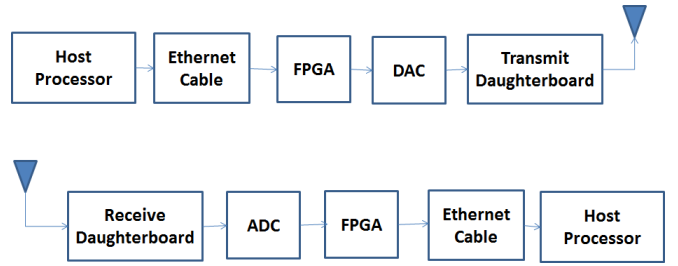 Host
Processor
Ethernet
Cable
FPGA
DAC
Transmit
Daughterboard
Receive
Daughterboard
ADC
FPGA
Ethernet
Cable
Host
Processor